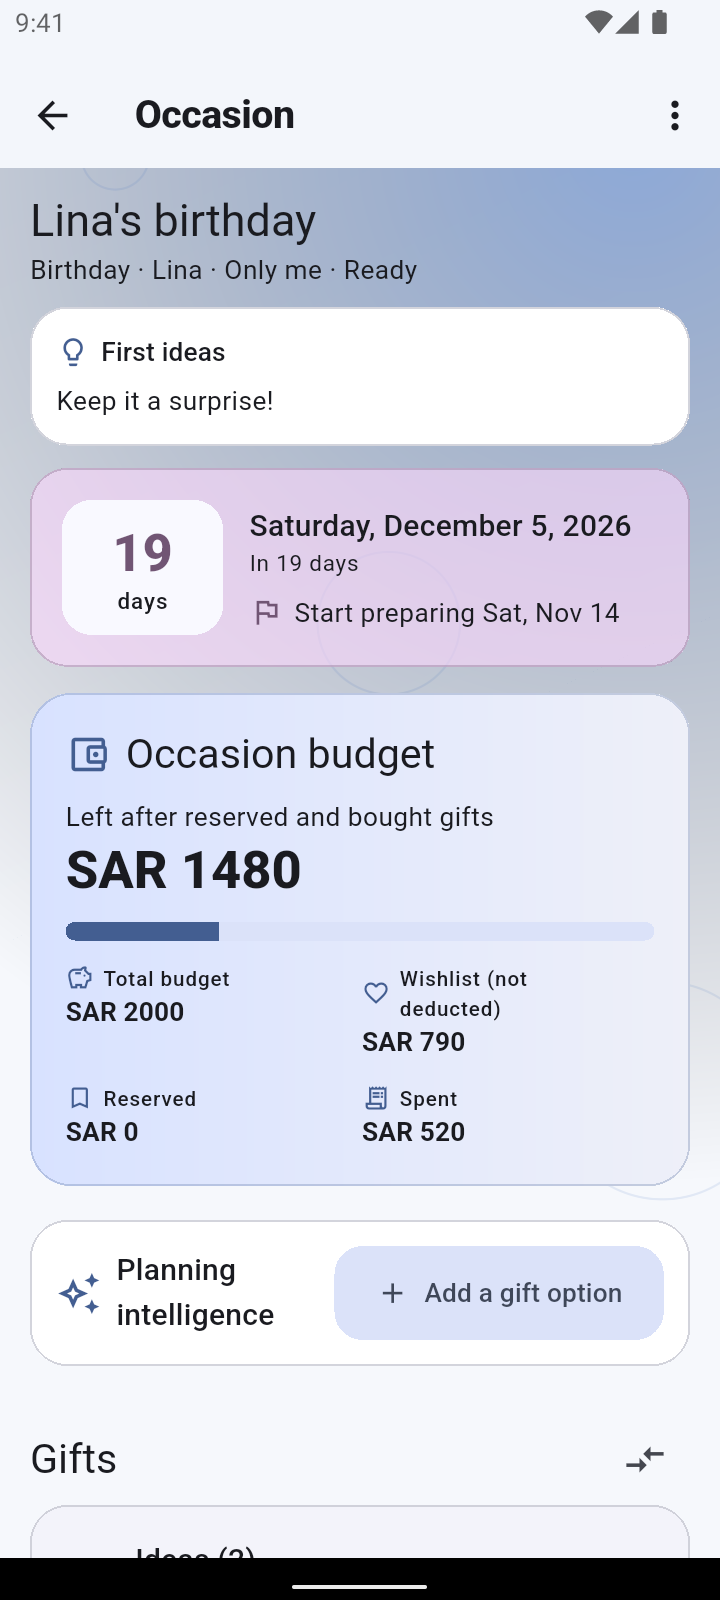 9:41
Occasion
Lina's birthday
Birthday · Lina · Only me · Ready
First ideas
Keep it a surprise!
19
days
Saturday, December 5, 2026
In 19 days
Start preparing Sat, Nov 14
Occasion budget
Left after reserved and bought gifts
SAR 1480
Total budget
SAR 2000
Wishlist (not
deducted)
SAR 790
Reserved
SAR 0
Spent
SAR 520
Planning
intelligence
Add a gift option
Gifts
Ideas